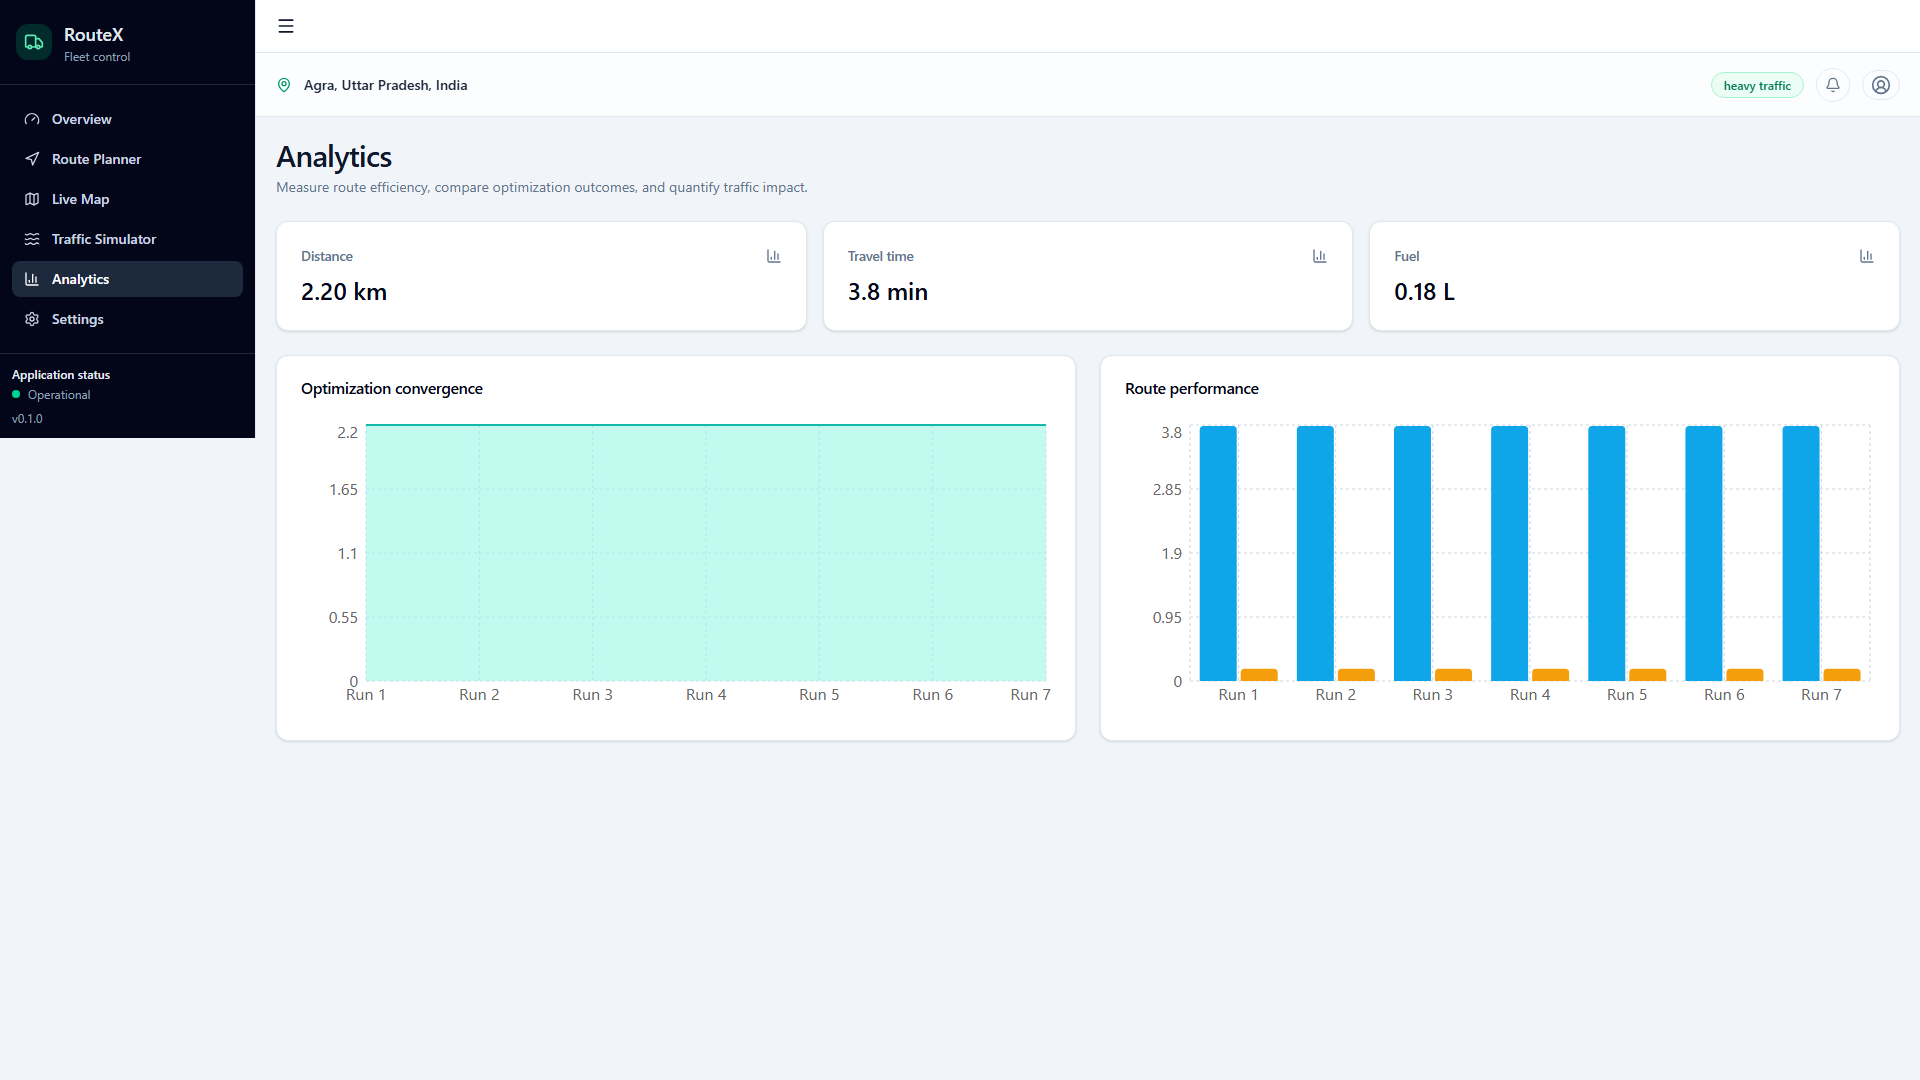 RouteX
Fleet control
Overview
Route Planner
Live Map
Traffic Simulator
Analytics
Settings
Application status
Operational
v0.1.0
Agra, Uttar Pradesh, India
heavy traffic
Analytics
Measure route efficiency, compare optimization outcomes, and quantify traffic impact.
Distance
2.20 km
Travel time
3.8 min
Fuel
0.18 L
Optimization convergence
2.2
1.65
1.1
0.55
0
Run 1 Run 2 Run 3 Run 4 Run 5 Run 6 Run 7
Route performance
3.8
2.85
1.9
0.95
0
Run 1 Run 2 Run 3 Run 4 Run 5 Run 6 Run 7